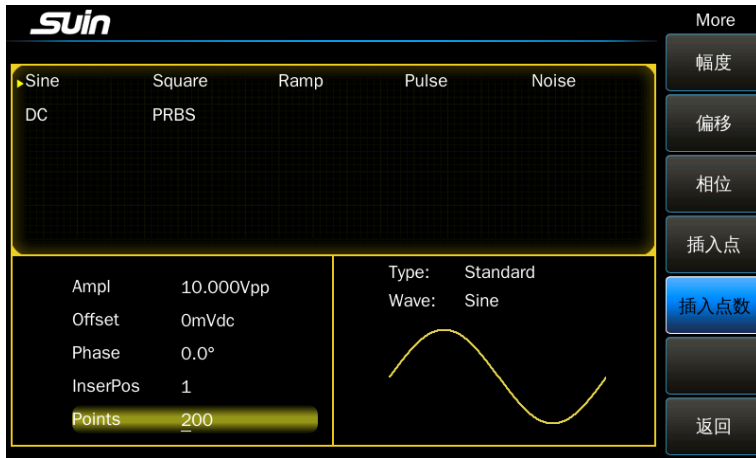 SUIN
More
Sine Square Ramp Pulse Noise
DC PRBS
Ampl 10.000Vpp
Offset 0mVdc
Phase 0.0°
InserPos 1
Points 200
Type: Standard
Wave: Sine
幅度
偏移
相位
插入点
插入点数
返回